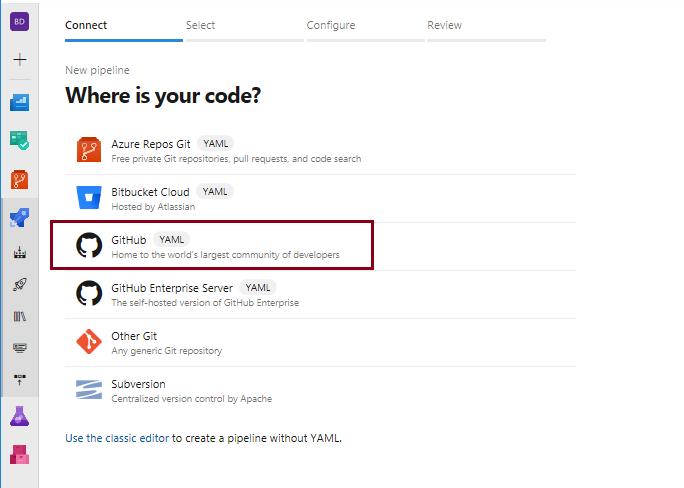 BD
Connect
Select
Configure
Review
New pipeline
Where is your code?
Azure Repos Git YAML
Free private Git repositories, pull requests, and code search
Bitbucket Cloud YAML
Hosted by Atlassian
GitHub YAML
Home to the world's largest community of developers
GitHub Enterprise Server YAML
The self-hosted version of GitHub Enterprise
Other Git
Any generic Git repository
Subversion
Centralized version control by Apache
Use the classic editor to create a pipeline without YAML.